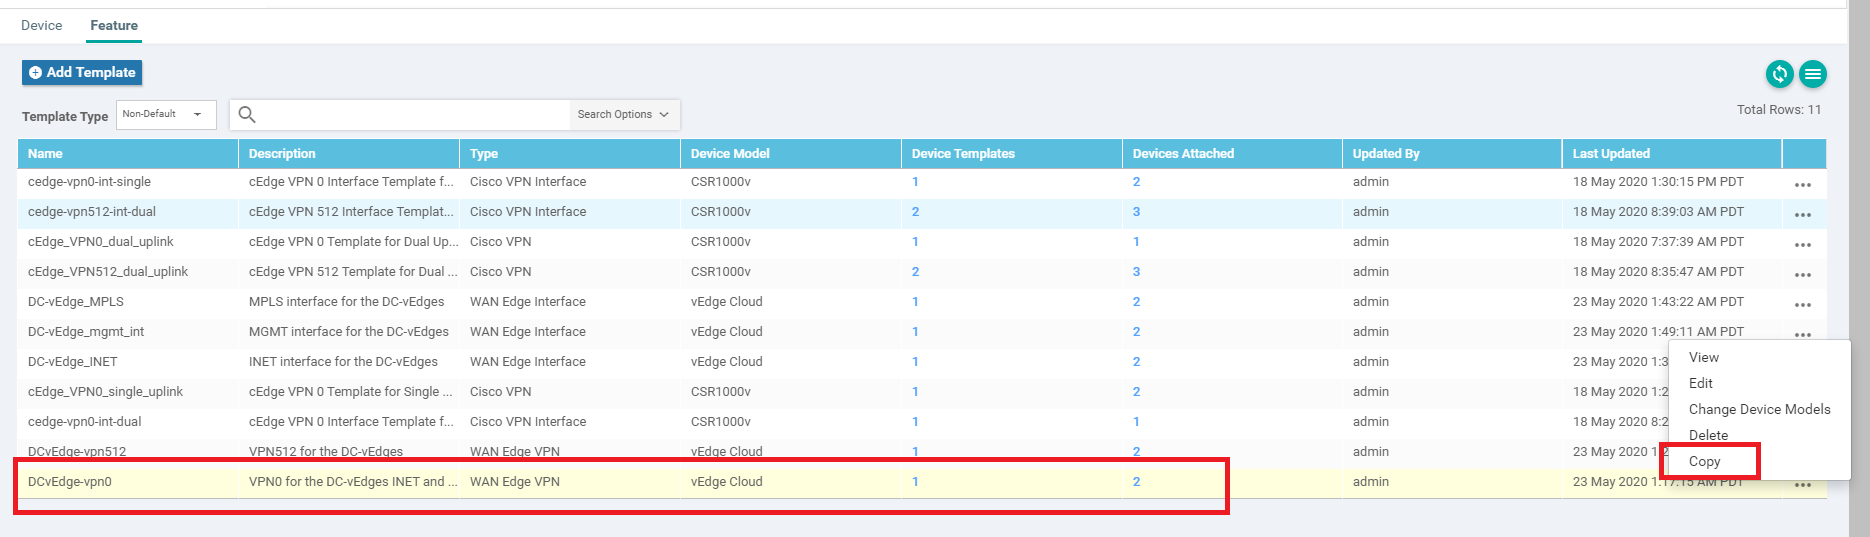 Device Feature
Add Template
Template Type Non-Default Search Options Total Rows: 11
Name Description Type Device Model Device Templates Devices Attached Updated By Last Updated
cedge-vpn0-int-single cEdge VPN 0 Interface Template f... Cisco VPN Interface CSR1000v 1 2 admin 18 May 2020 1:30:15 PM PDT
cedge-vpn512-int-dual cEdge VPN 512 Interface Templat... Cisco VPN Interface CSR1000v 2 3 admin 18 May 2020 8:39:03 AM PDT
cEdge_VPN0_dual_uplink cEdge VPN 0 Template for Dual Up... Cisco VPN CSR1000v 1 1 admin 18 May 2020 7:37:39 AM PDT
cEdge_VPN512_dual_uplink cEdge VPN 512 Template for Dual ... Cisco VPN CSR1000v 2 3 admin 18 May 2020 8:35:47 AM PDT
DC-vEdge_MPLS MPLS interface for the DC-vEdges WAN Edge Interface vEdge Cloud 1 2 admin 23 May 2020 1:43:22 AM PDT
DC-vEdge_mgmt_int MGMT interface for the DC-vEdges WAN Edge Interface vEdge Cloud 1 2 admin 23 May 2020 1:49:11 AM PDT
DC-vEdge_INET INET interface for the DC-vEdges WAN Edge Interface vEdge Cloud 1 2 admin 23 May 2020 1:3
cEdge_VPN0_single_uplink cEdge VPN 0 Template for Single ... Cisco VPN CSR1000v 1 2 admin 18 May 2020 1:2
cedge-vpn0-int-dual cEdge VPN 0 Interface Template f... Cisco VPN Interface CSR1000v 1 1 admin 18 May 2020 8:2
DCvEdge-vpn512 VPN512 for the DC-vEdges WAN Edge VPN vEdge Cloud 1 2 admin 23 May 2020 1:2
DCvEdge-vpn0 VPN0 for the DC-vEdges INET and ... WAN Edge VPN vEdge Cloud 1 2 admin 23 May 2020 1:17:15 AM PDT
View
Edit
Change Device Models
Delete
Copy